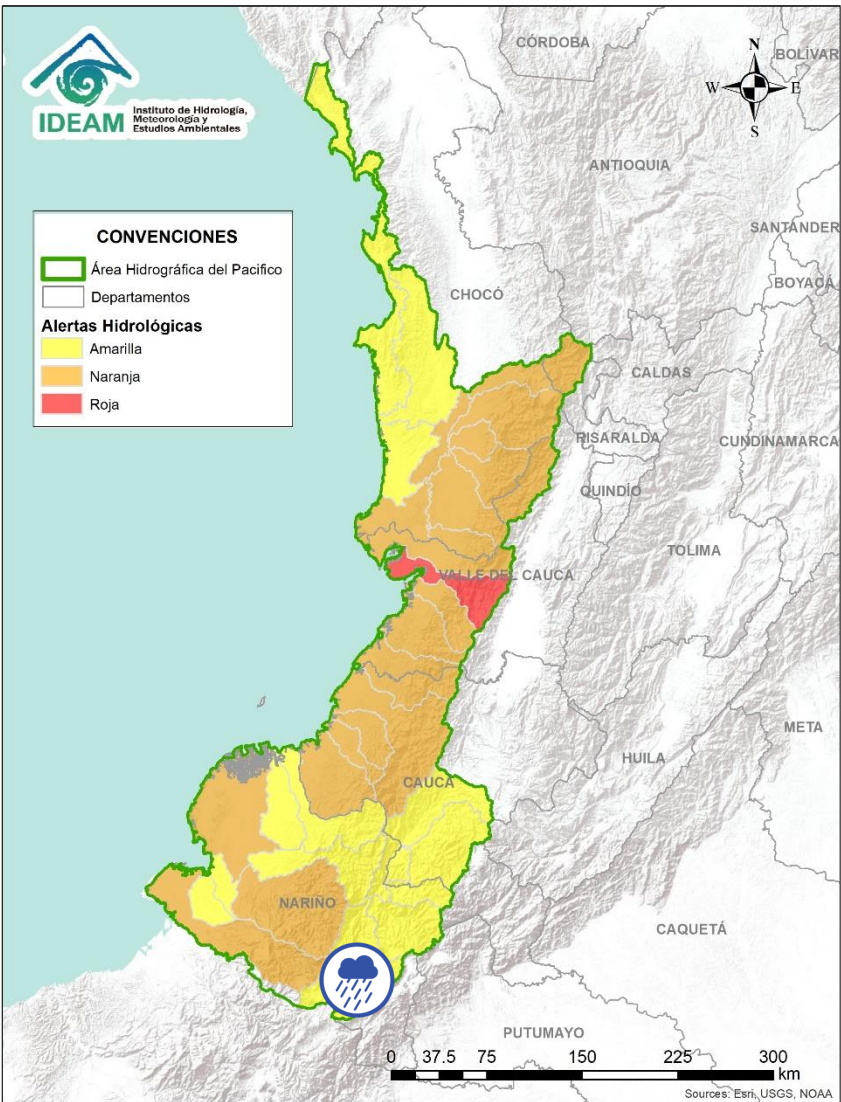 IDEAM
Instituto de Hidrología,
Meteorología y
Estudios Ambientales
N
W
E
S
CÓRDOBA
BOLÍVAR
ANTIOQUIA
SANTANDER
BOYACÁ
CHOCÓ
CALDAS
RISARALDA
CUNDINAMARCA
QUINDÍO
TOLIMA
VALLE DEL CAUCA
META
HUILA
CAUCA
NARIÑO
CAQUETÁ
PUTUMAYO
CONVENCIONES
Área Hidrográfica del Pacifico
Departamentos
Alertas Hidrológicas
Amarilla
Naranja
Roja
0 37.5 75 150 225 300
km
Sources: Esri, USGS, NOAA